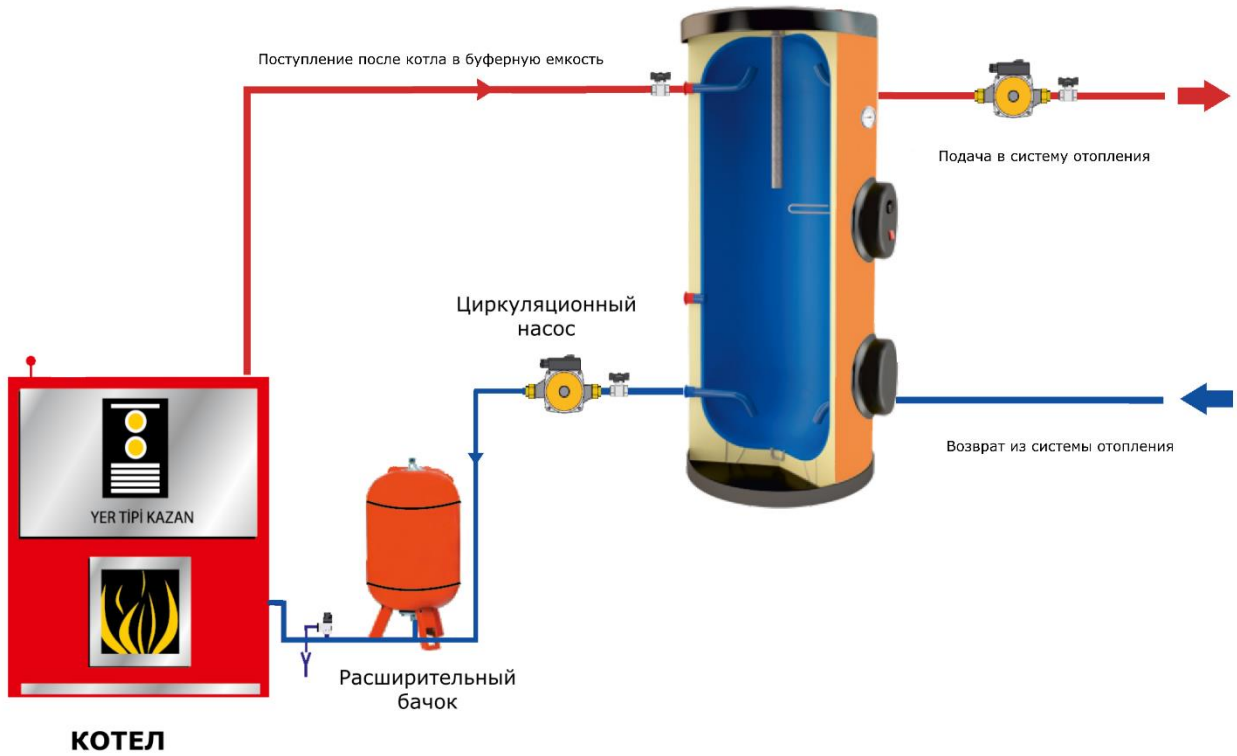 Поступление после котла в буферную емкость
Подача в систему отопления
Циркуляционный
насос
Возврат из системы отопления
YER TİPİ KAZAN
Расширительный
бачок
КОТЕЛ